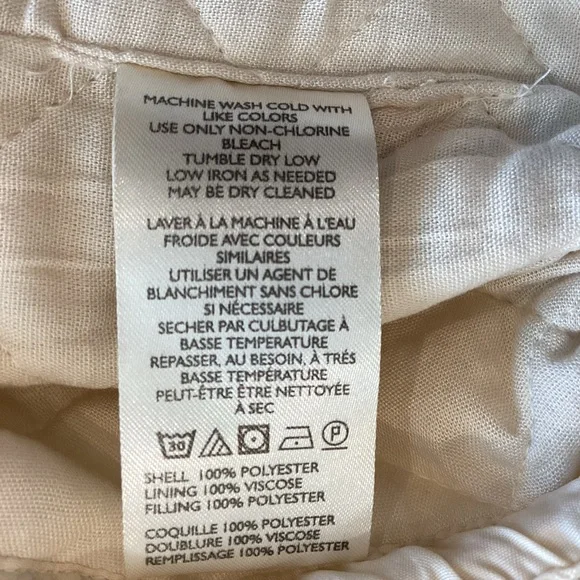 MACHINE WASH COLD WITH
LIKE COLORS
USE ONLY NON-CHLORINE
BLEACH
TUMBLE DRY LOW
LOW IRON AS NEEDED
MAY BE DRY CLEANED
LAVER À LA MACHINE À L'EAU
FROIDE AVEC COULEURS
SIMILAIRES
UTILISER UN AGENT DE
BLANCHIMENT SANS CHLORE
SI NÉCESSAIRE
SECHER PAR CULBUTAGE À
BASSE TEMPERATURE
REPASSER, AU BESOIN, À TRÉS
BASSE TEMPÉRATURE
PEUT-ÊTRE ÊTRE NETTOYÉE
À SEC
30 P
SHELL 100% POLYESTER
LINING 100% VISCOSE
FILLING 100% POLYESTER
COQUILLE 100% POLYESTER
DOUBLURE 100% VISCOSE
REMPLISSAGE 100% POLYESTER